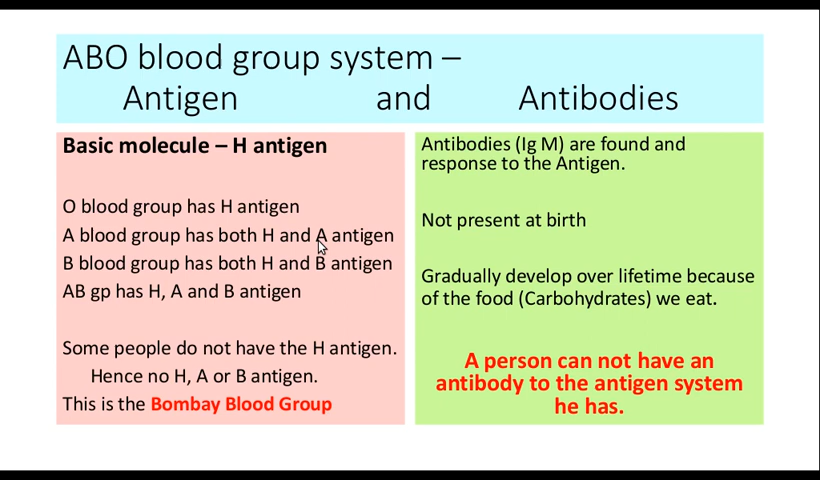 ABO blood group system –
Antigen and Antibodies
Basic molecule – H antigen
O blood group has H antigen
A blood group has both H and A antigen
B blood group has both H and B antigen
AB gp has H, A and B antigen
Some people do not have the H antigen.
Hence no H, A or B antigen.
This is the Bombay Blood Group
Antibodies (Ig M) are found and
response to the Antigen.
Not present at birth
Gradually develop over lifetime because
of the food (Carbohydrates) we eat.
A person can not have an
antibody to the antigen system
he has.